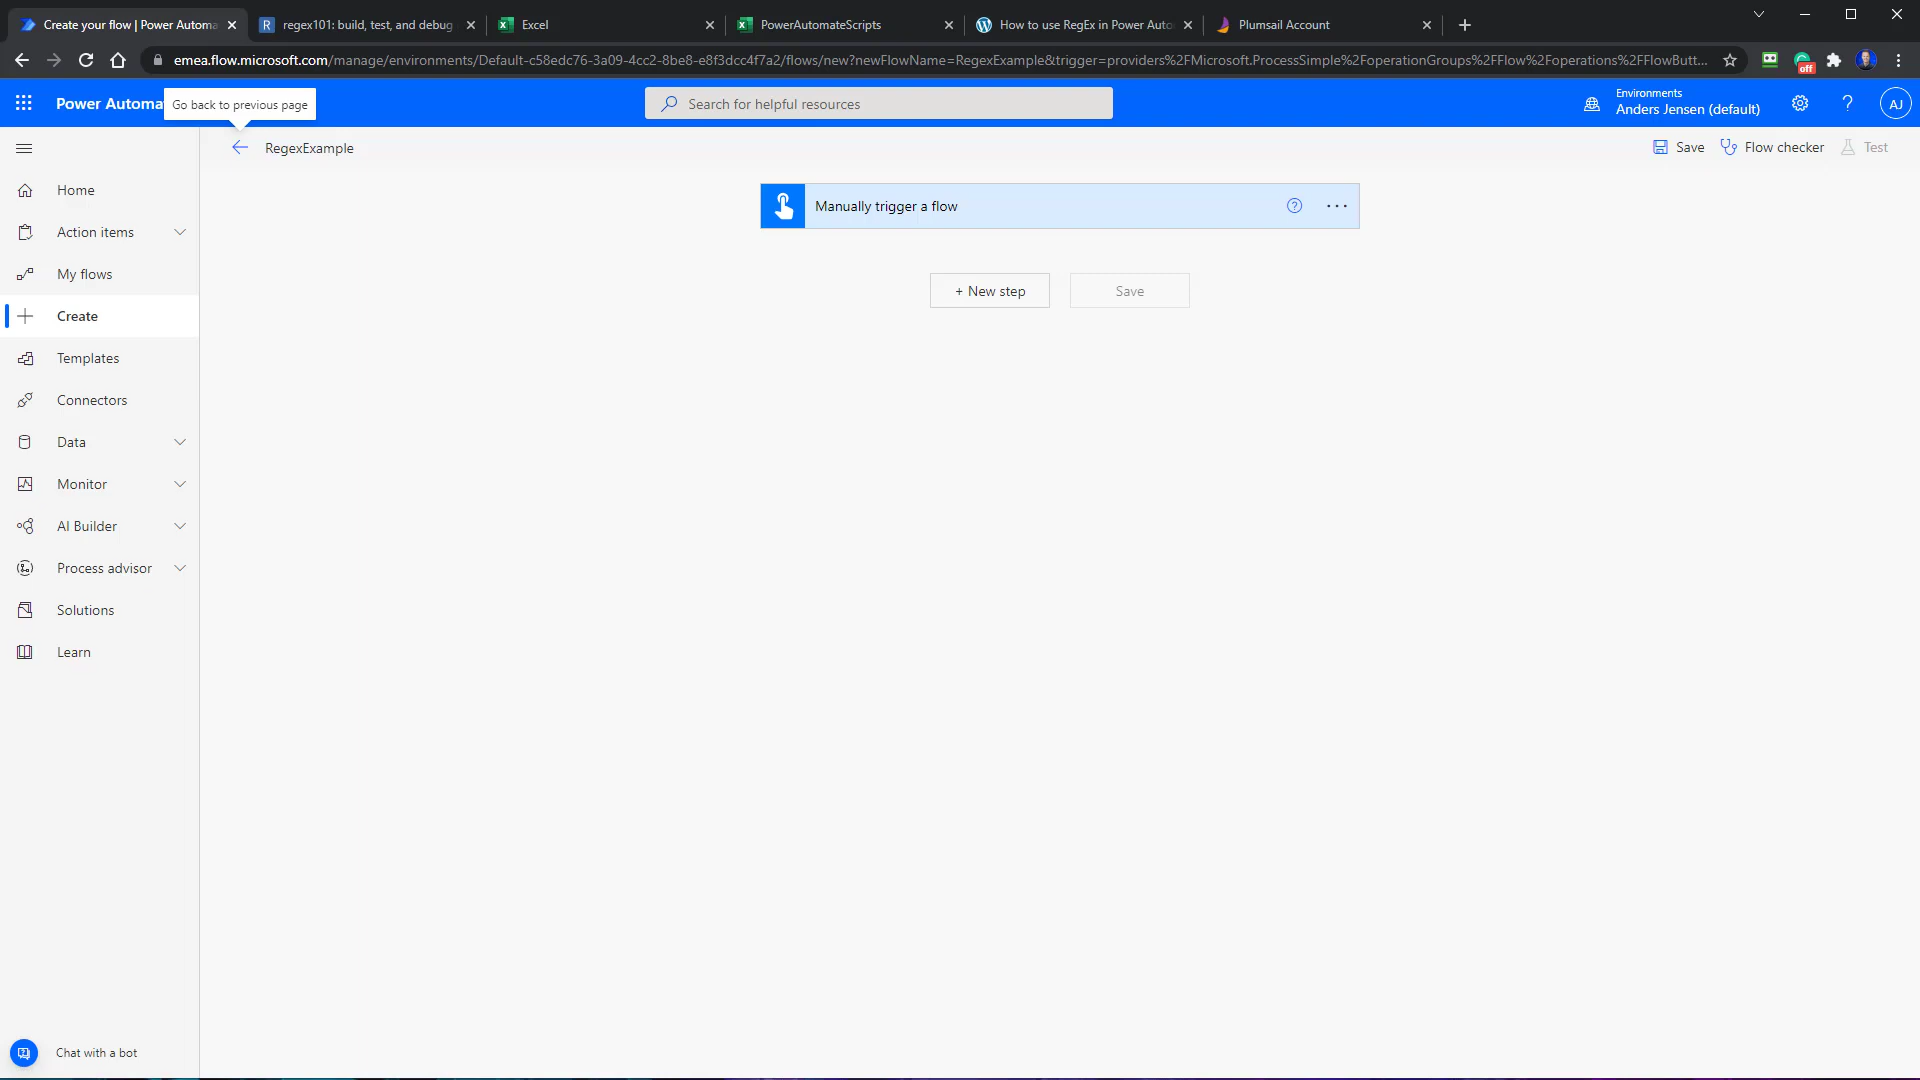 Create your flow | Power Automa
regex101: build, test, and debug
Excel
PowerAutomateScripts
How to use RegEx in Power Auto
Plumsail Account
emea.flow.microsoft.com/manage/environments/Default-c58edc76-3a09-4cc2-8be8-e8f3dcc4f7a2/flows/new?newFlowName=RegexExample&trigger=providers%2FMicrosoft.ProcessSimple%2FoperationGroups%2FFlow%2Foperations%2FFlowButt...
off
Power Automa
Go back to previous page
Search for helpful resources
Environments
Anders Jensen (default)
?
AJ
RegexExample
Save
Flow checker
Test
Home
Action items
My flows
Create
Templates
Connectors
Data
Monitor
AI Builder
Process advisor
Solutions
Learn
Manually trigger a flow
?
+ New step
Save
Chat with a bot